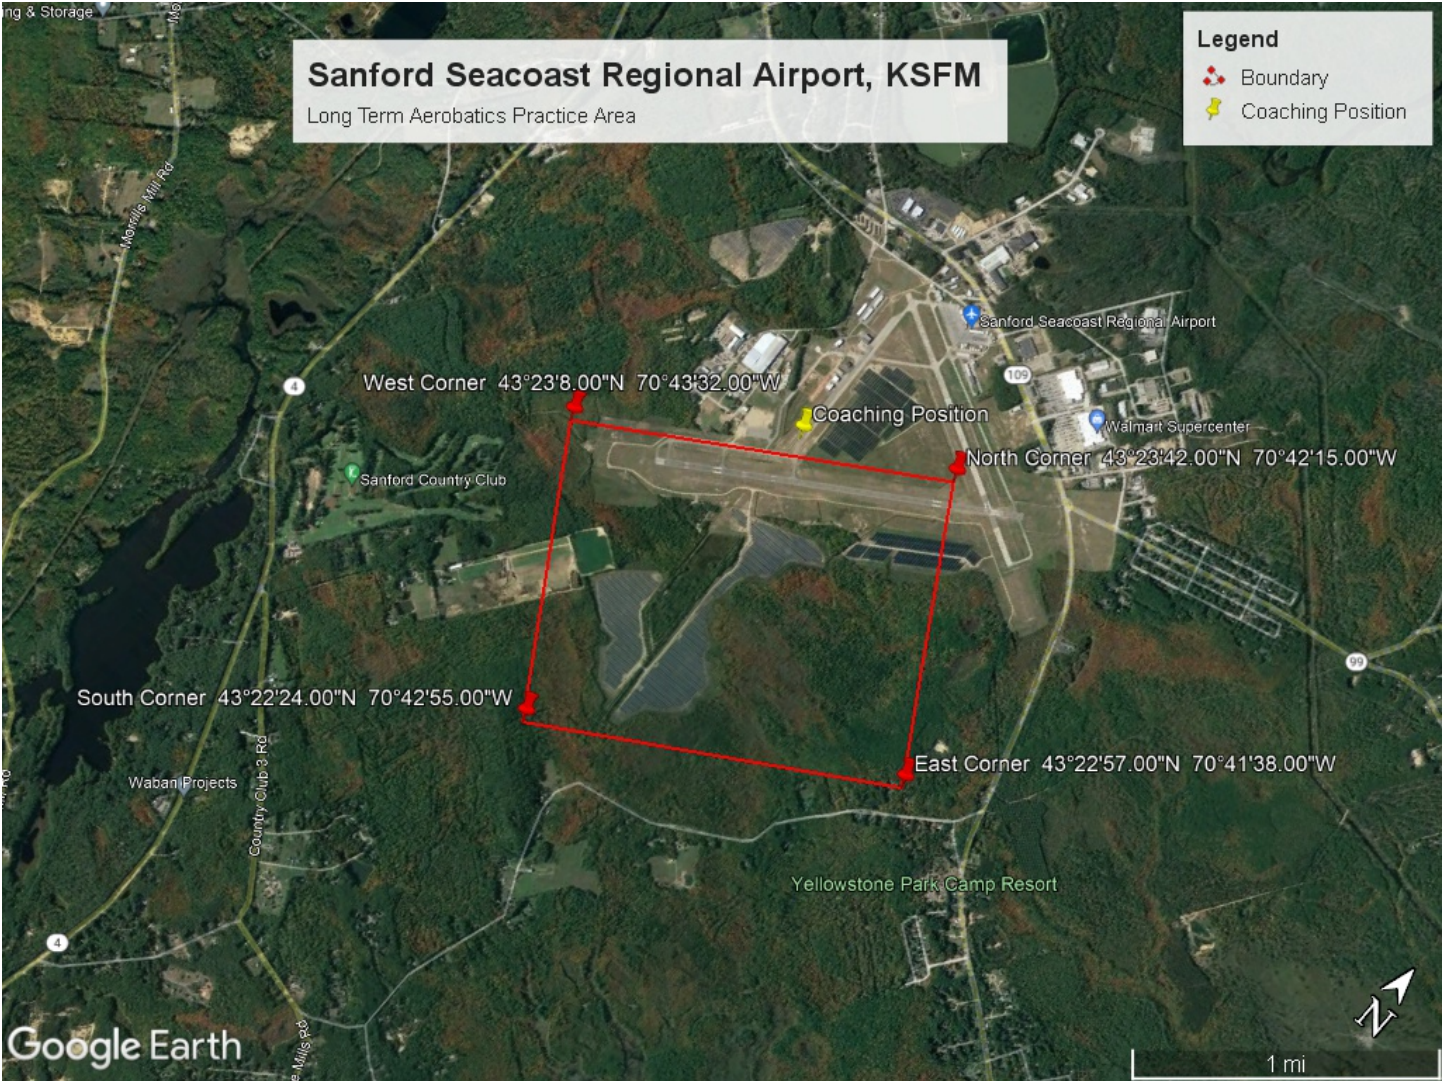 ing & Storage
Mo
Sanford Seacoast Regional Airport, KSFM
Long Term Aerobatics Practice Area
Legend
Boundary
Coaching Position
Morrills Mill Rd
Sanford Seacoast Regional Airport
109
4
West Corner 43°23'8.00"N 70°43'32.00"W
Coaching Position
Walmart Supercenter
North Corner 43°23'42.00"N 70°42'15.00"W
Sanford Country Club
99
South Corner 43°22'24.00"N 70°42'55.00"W
East Corner 43°22'57.00"N 70°41'38.00"W
Waban Projects
Country Club 3 Rd
Yellowstone Park Camp Resort
4
N
Google Earth
e Mills Rd
1 mi